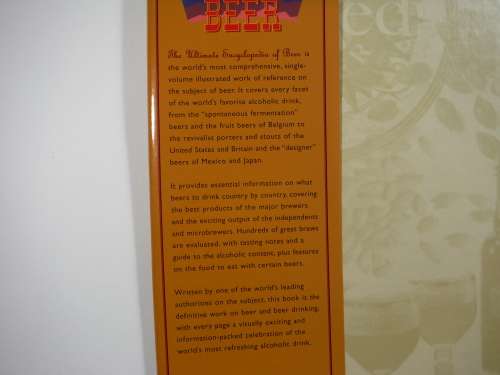 BEER
The Ultimate Encyclopedia of Beer is
the world's most comprehensive, single-
volume illustrated work of reference on
the subject of beer. It covers every facet
of the world's favorite alcoholic drink,
from the "spontaneous fermentation"
beers and the fruit beers of Belgium to
the revivalist porters and stouts of the
United States and Britain and the "designer"
beers of Mexico and Japan.
It provides essential information on what
beers to drink country by country, covering
the best products of the major brewers
and the exciting output of the independents
and microbrewers. Hundreds of great brews
are evaluated, with tasting notes and a
guide to the alcoholic content, plus features
on the food to eat with certain beers.
Written by one of the world's leading
authorities on the subject, this book is the
definitive work on beer and beer drinking,
with every page a visually exciting and
information-packed celebration of the
world's most refreshing alcoholic drink.
ed